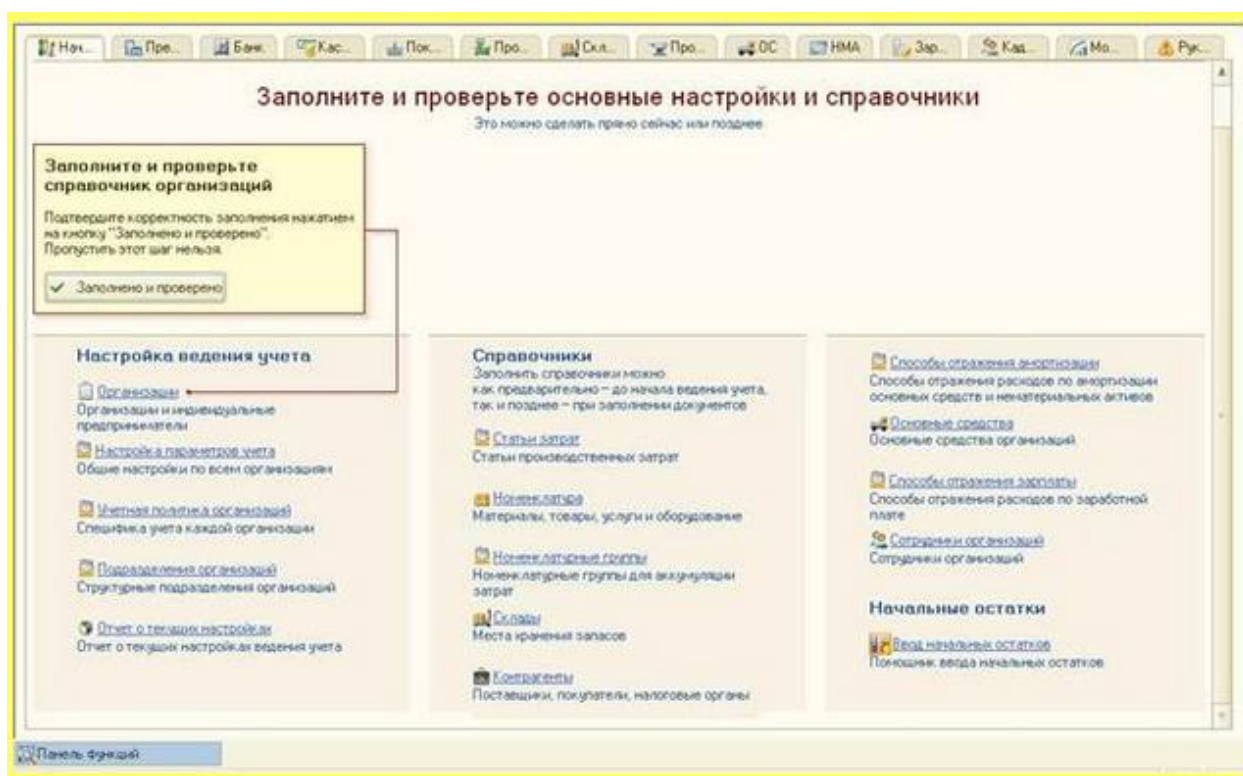 Нач... Пре... Банк... Кас... Пок... Про... Скл... Про... ОС НМА Зар... Кад... Мо... Рук...
Заполните и проверьте основные настройки и справочники
Это можно сделать прямо сейчас или позднее
Заполните и проверьте
справочник организаций
Подтвердите корректность заполнения нажатием
на кнопку "Заполнено и проверено".
Пропустить этот шаг нельзя.
Заполнено и проверено
Настройка ведения учета
Организации
Организации и индивидуальные
предприниматели
Настройка параметров учета
Общие настройки по всем организациям
Учетная политика организаций
Специфика учета каждой организации
Подразделения организаций
Структурные подразделения организаций
Отчет о текущих настройках
Отчет о текущих настройках ведения учета
Справочники
Заполнить справочники можно
как предварительно – до начала ведения учета,
так и позднее – при заполнении документов
Статьи затрат
Статьи производственных затрат
Номенклатура
Материалы, товары, услуги и оборудование
Номенклатурные группы
Номенклатурные группы для аккумуляции
затрат
Склады
Места хранения запасов
Контрагенты
Поставщики, покупатели, налоговые органы
Способы отражения амортизации
Способы отражения расходов по амортизации
основных средств и нематериальных активов
Основные средства
Основные средства организаций
Способы отражения зарплаты
Способы отражения расходов по заработной
плате
Сотрудники организаций
Сотрудники организаций
Начальные остатки
Ввод начальных остатков
Помощник ввода начальных остатков
Панель функций